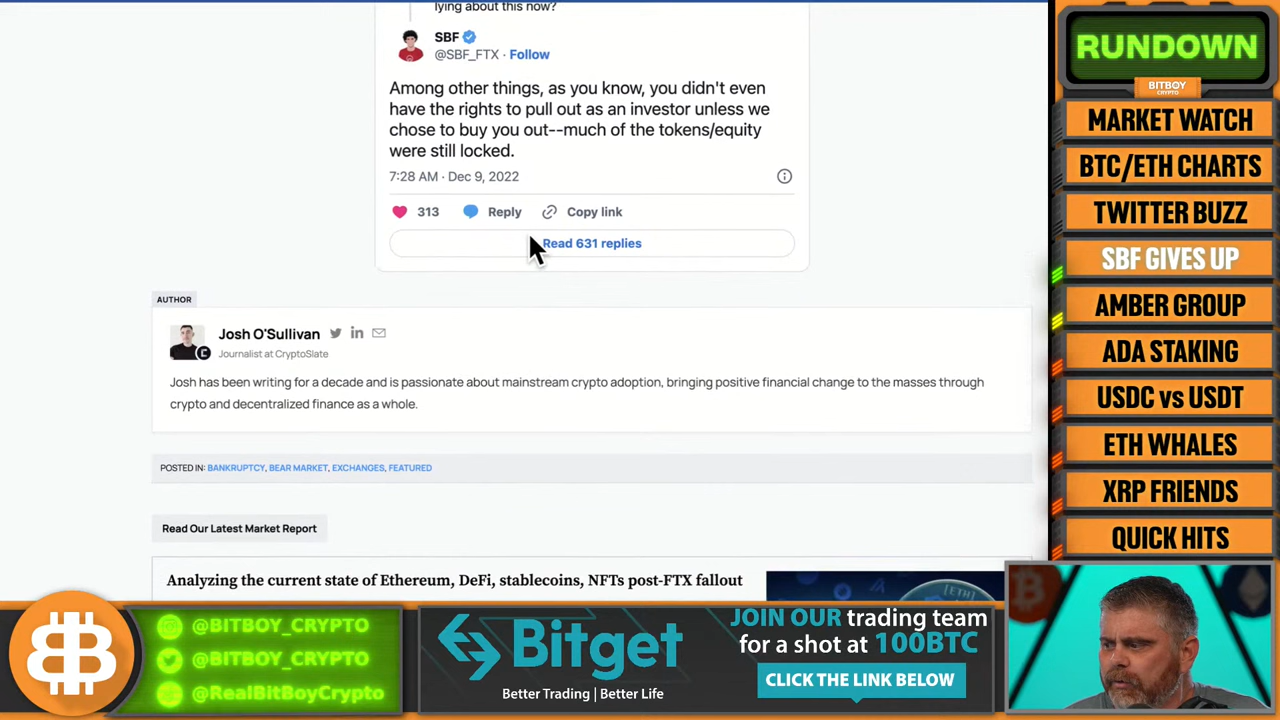 lying about this now?
SBF
@SBF_FTX · Follow
Among other things, as you know, you didn't even
have the rights to pull out as an investor unless we
chose to buy you out--much of the tokens/equity
were still locked.
7:28 AM · Dec 9, 2022
313 Reply Copy link
Read 631 replies
AUTHOR
Josh O'Sullivan
Journalist at CryptoSlate
Josh has been writing for a decade and is passionate about mainstream crypto adoption, bringing positive financial change to the masses through
crypto and decentralized finance as a whole.
POSTED IN: BANKRUPTCY, BEAR MARKET, EXCHANGES, FEATURED
Read Our Latest Market Report
Analyzing the current state of Ethereum, DeFi, stablecoins, NFTs post-FTX fallout
RUNDOWN
BITBOY
CRYPTO
MARKET WATCH
BTC/ETH CHARTS
TWITTER BUZZ
SBF GIVES UP
AMBER GROUP
ADA STAKING
USDC vs USDT
ETH WHALES
XRP FRIENDS
QUICK HITS
@BITBOY_CRYPTO
@BITBOY_CRYPTO
@RealBitBoyCrypto
Bitget
Better Trading | Better Life
JOIN OUR trading team
for a shot at 100BTC
CLICK THE LINK BELOW